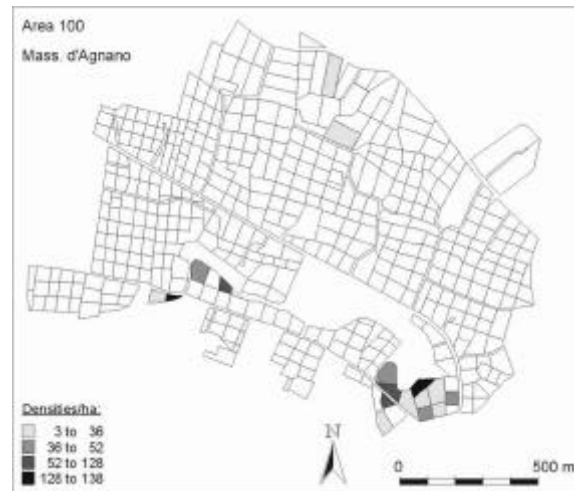 Area 100
Mass. d'Agnano
Densities/ha:
3 to 36
36 to 52
52 to 128
128 to 138
N
0 500 m